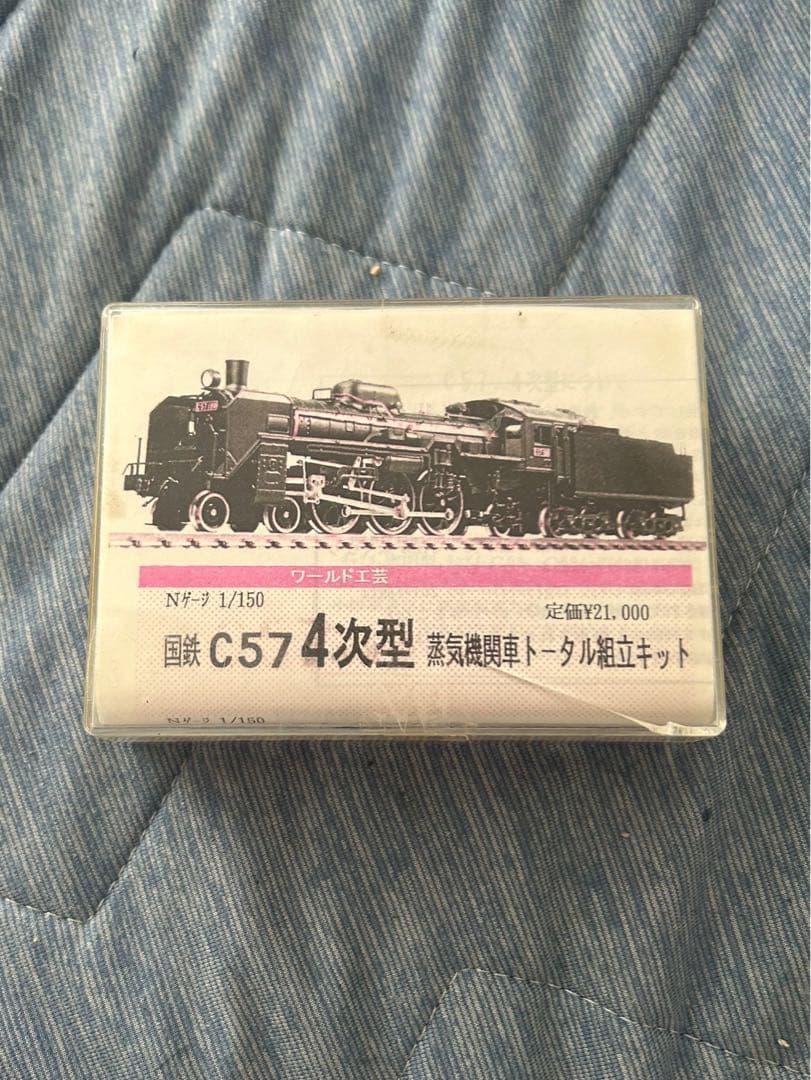 ワールド工芸
Nゲージ 1/150
定価¥21,000
国鉄 C57 4次型 蒸気機関車トータル組立キット
Nゲージ 1/150